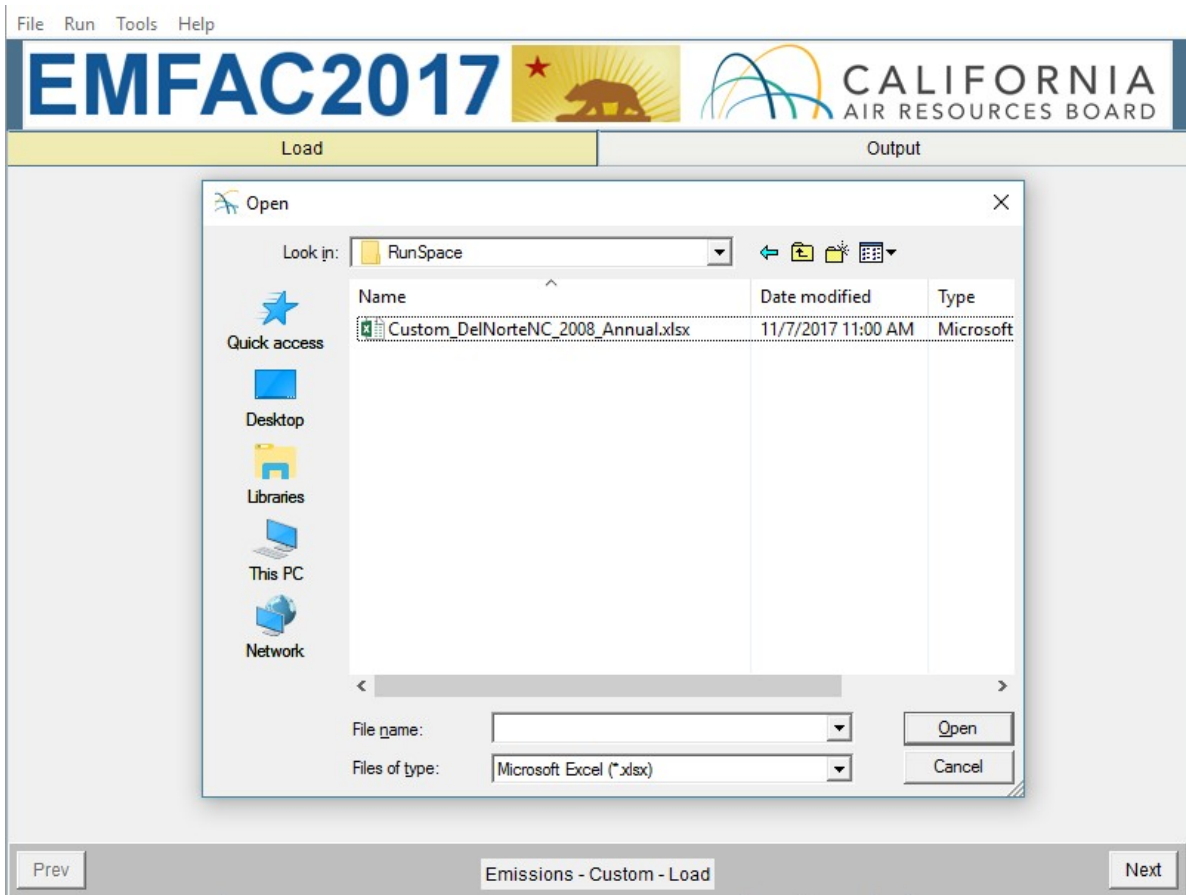 File Run Tools Help
EMFAC2017
CALIFORNIA
AIR RESOURCES BOARD
Load Output
Open
Look in: RunSpace
Name Date modified Type
Custom_DelNorteNC_2008_Annual.xlsx 11/7/2017 11:00 AM Microsoft
Quick access
Desktop
Libraries
This PC
Network
File name: Open
Files of type: Microsoft Excel (*.xlsx) Cancel
Prev Emissions - Custom - Load Next